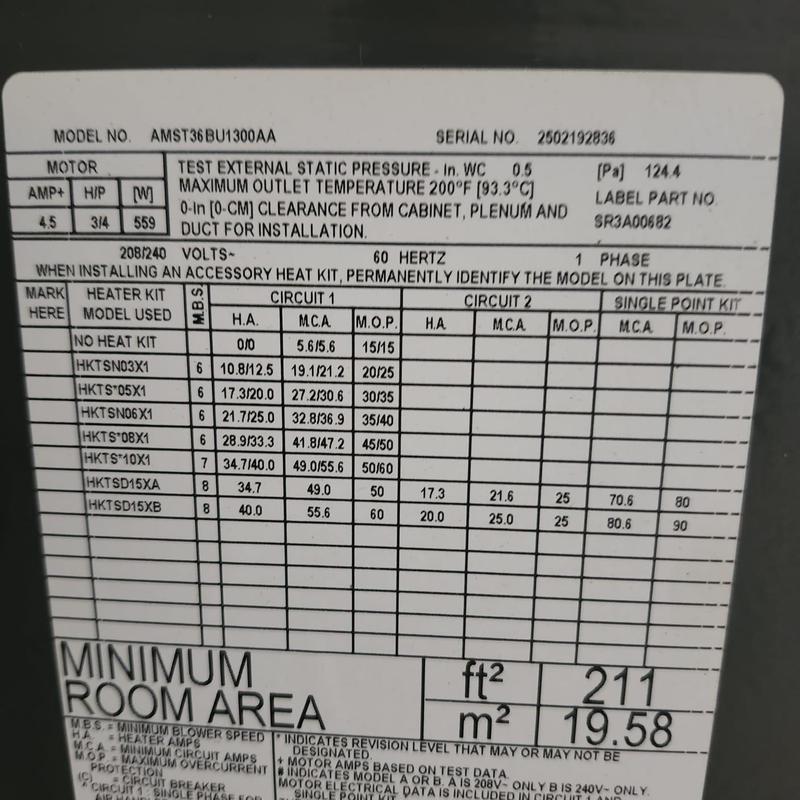 MODEL NO. AMST36BU1300AA SERIAL NO. 2502192836
MOTOR
AMP+ H/P [W]
4.5 3/4 559
TEST EXTERNAL STATIC PRESSURE - In. WC 0.5 [Pa] 124.4
MAXIMUM OUTLET TEMPERATURE 200°F [93.3°C]
0-In [0-CM] CLEARANCE FROM CABINET, PLENUM AND
DUCT FOR INSTALLATION.
LABEL PART NO.
SR3A00682
208/240 VOLTS~ 60 HERTZ 1 PHASE
WHEN INSTALLING AN ACCESSORY HEAT KIT, PERMANENTLY IDENTIFY THE MODEL ON THIS PLATE.
MARK HERE HEATER KIT MODEL USED M.B.S. CIRCUIT 1 CIRCUIT 2 SINGLE POINT KIT
H.A. M.C.A. M.O.P. H.A. M.C.A. M.O.P. M.C.A. M.O.P.
NO HEAT KIT 0/0 5.6/5.6 15/15
HKTSN03X1 6 10.8/12.5 19.1/21.2 20/25
HKTS*05X1 6 17.3/20.0 27.2/30.6 30/35
HKTSN06X1 6 21.7/25.0 32.8/36.9 35/40
HKTS*08X1 6 28.9/33.3 41.8/47.2 45/50
HKTS*10X1 7 34.7/40.0 49.0/55.6 50/60
HKTSD15XA 8 34.7 49.0 50 17.3 21.6 25 70.6 80
HKTSD15XB 8 40.0 55.6 60 20.0 25.0 25 80.6 90
MINIMUM
ROOM AREA
ft² 211
m² 19.58
M.B.S. = MINIMUM BLOWER SPEED
H.A. = HEATER AMPS
M.C.A. = MINIMUM CIRCUIT AMPS
M.O.P. = MAXIMUM OVERCURRENT
PROTECTION
(C) = CIRCUIT BREAKER
^ CIRCUIT 1: SINGLE PHASE FOR
* INDICATES REVISION LEVEL THAT MAY OR MAY NOT BE
DESIGNATED.
+ MOTOR AMPS BASED ON TEST DATA.
# INDICATES MODEL A OR B. A IS 208V~ ONLY B IS 240V~ ONLY.
MOTOR ELECTRICAL DATA IS INCLUDED IN CIRCUIT 1 AND
SINGLE POINT KIT.